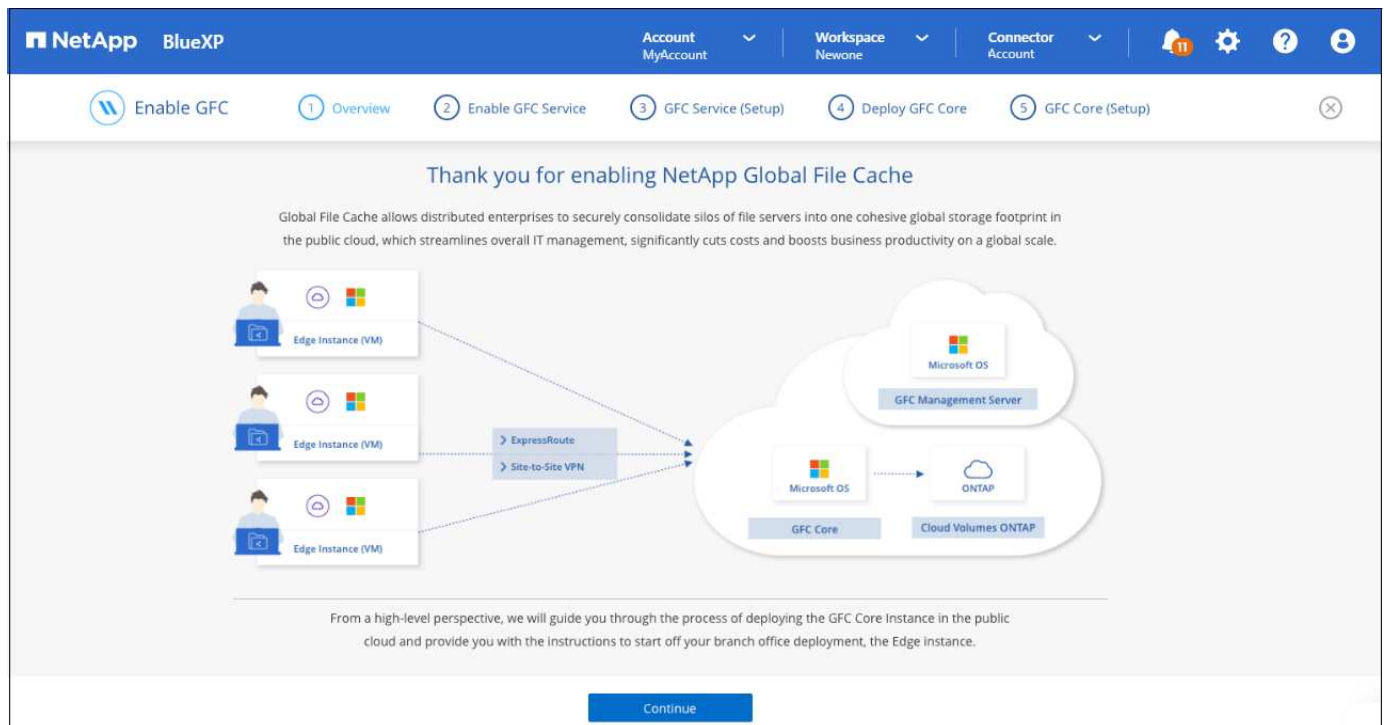 NetApp BlueXP
Account
MyAccount
Workspace
Newone
Connector
Account
11
Enable GFC
1 Overview
2 Enable GFC Service
3 GFC Service (Setup)
4 Deploy GFC Core
5 GFC Core (Setup)
Thank you for enabling NetApp Global File Cache
Global File Cache allows distributed enterprises to securely consolidate silos of file servers into one cohesive global storage footprint in
the public cloud, which streamlines overall IT management, significantly cuts costs and boosts business productivity on a global scale.
Edge Instance (VM)
Edge Instance (VM)
Edge Instance (VM)
ExpressRoute
Site-to-Site VPN
Microsoft OS
GFC Management Server
Microsoft OS
GFC Core
ONTAP
Cloud Volumes ONTAP
From a high-level perspective, we will guide you through the process of deploying the GFC Core Instance in the public
cloud and provide you with the instructions to start off your branch office deployment, the Edge instance.
Continue